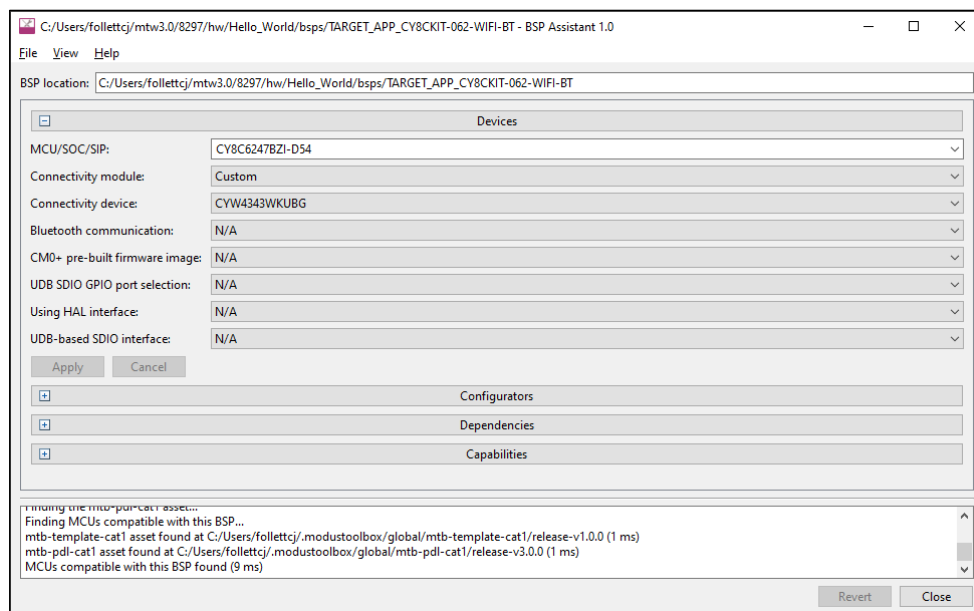 C:/Users/follettcj/mtw3.0/8297/hw/Hello_World/bsps/TARGET_APP_CY8CKIT-062-WIFI-BT - BSP Assistant 1.0
File View Help
BSP location: C:/Users/follettcj/mtw3.0/8297/hw/Hello_World/bsps/TARGET_APP_CY8CKIT-062-WIFI-BT
Devices
MCU/SOC/SIP: CY8C6247BZI-D54
Connectivity module: Custom
Connectivity device: CYW4343WKUBG
Bluetooth communication: N/A
CM0+ pre-built firmware image: N/A
UDB SDIO GPIO port selection: N/A
Using HAL interface: N/A
UDB-based SDIO interface: N/A
Apply Cancel
Configurators
Dependencies
Capabilities
Finding the mtb-pdl-cat1 asset...
Finding MCUs compatible with this BSP...
mtb-template-cat1 asset found at C:/Users/follettcj/.modustoolbox/global/mtb-template-cat1/release-v1.0.0 (1 ms)
mtb-pdl-cat1 asset found at C:/Users/follettcj/.modustoolbox/global/mtb-pdl-cat1/release-v3.0.0 (1 ms)
MCUs compatible with this BSP found (9 ms)
Revert Close